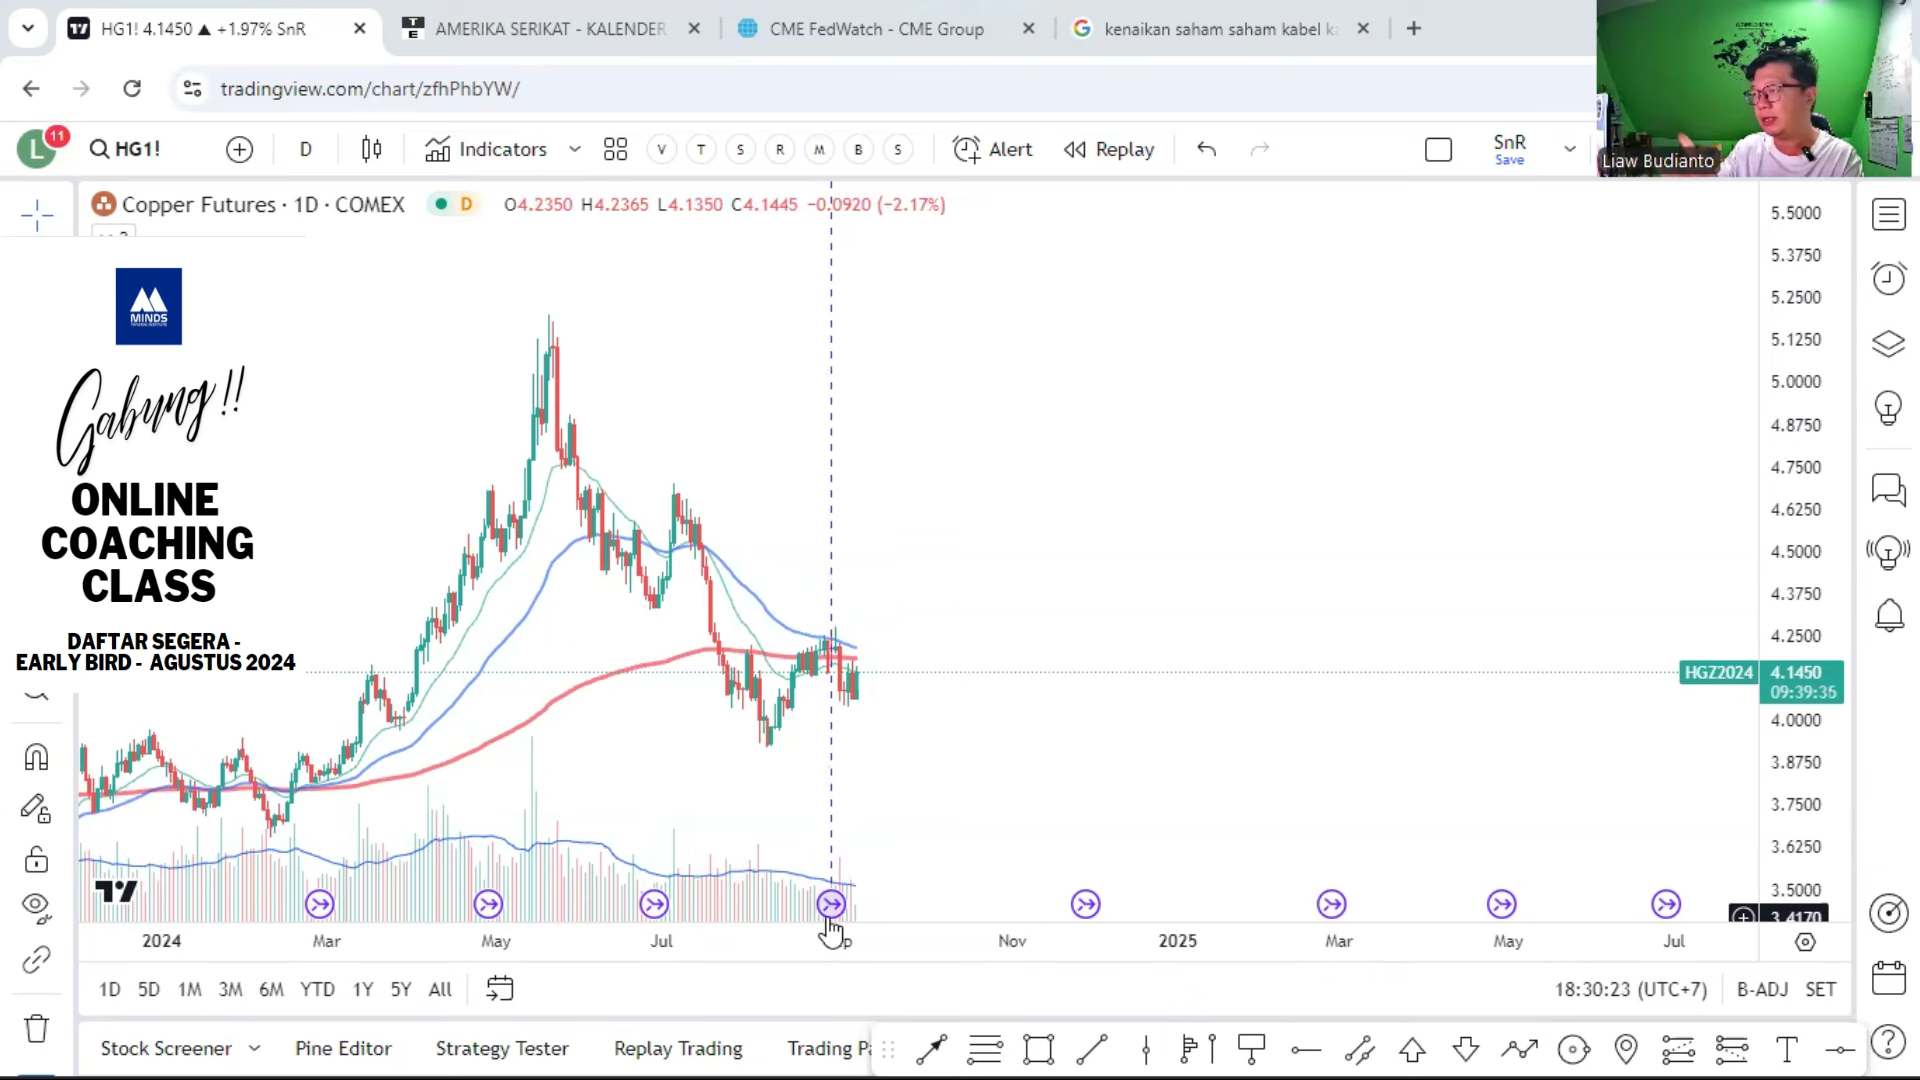 HG1! 4.1450 ▲ +1.97% SnR
AMERIKA SERIKAT - KALENDER
CME FedWatch - CME Group
kenaikan saham saham kabel k
tradingview.com/chart/zfhPhbYW/
L
11
HG1!
D
Indicators
V T S R M B S
Alert
Replay
SnR
Save
Liaw Budianto
Copper Futures · 1D · COMEX
D
O4.2350 H4.2365 L4.1350 C4.1445 −0.0920 (−2.17%)
MINDS
Gabung !!
ONLINE
COACHING
CLASS
DAFTAR SEGERA -
EARLY BIRD - AGUSTUS 2024
5.5000
5.3750
5.2500
5.1250
5.0000
4.8750
4.7500
4.6250
4.5000
4.3750
4.2500
HGZ2024 4.1450
09:39:35
4.0000
3.8750
3.7500
3.6250
3.5000
3.4170
2024 Mar May Jul Nov 2025 Mar May Jul
1D 5D 1M 3M 6M YTD 1Y 5Y All
18:30:23 (UTC+7) B-ADJ SET
Stock Screener Pine Editor Strategy Tester Replay Trading Trading Pa